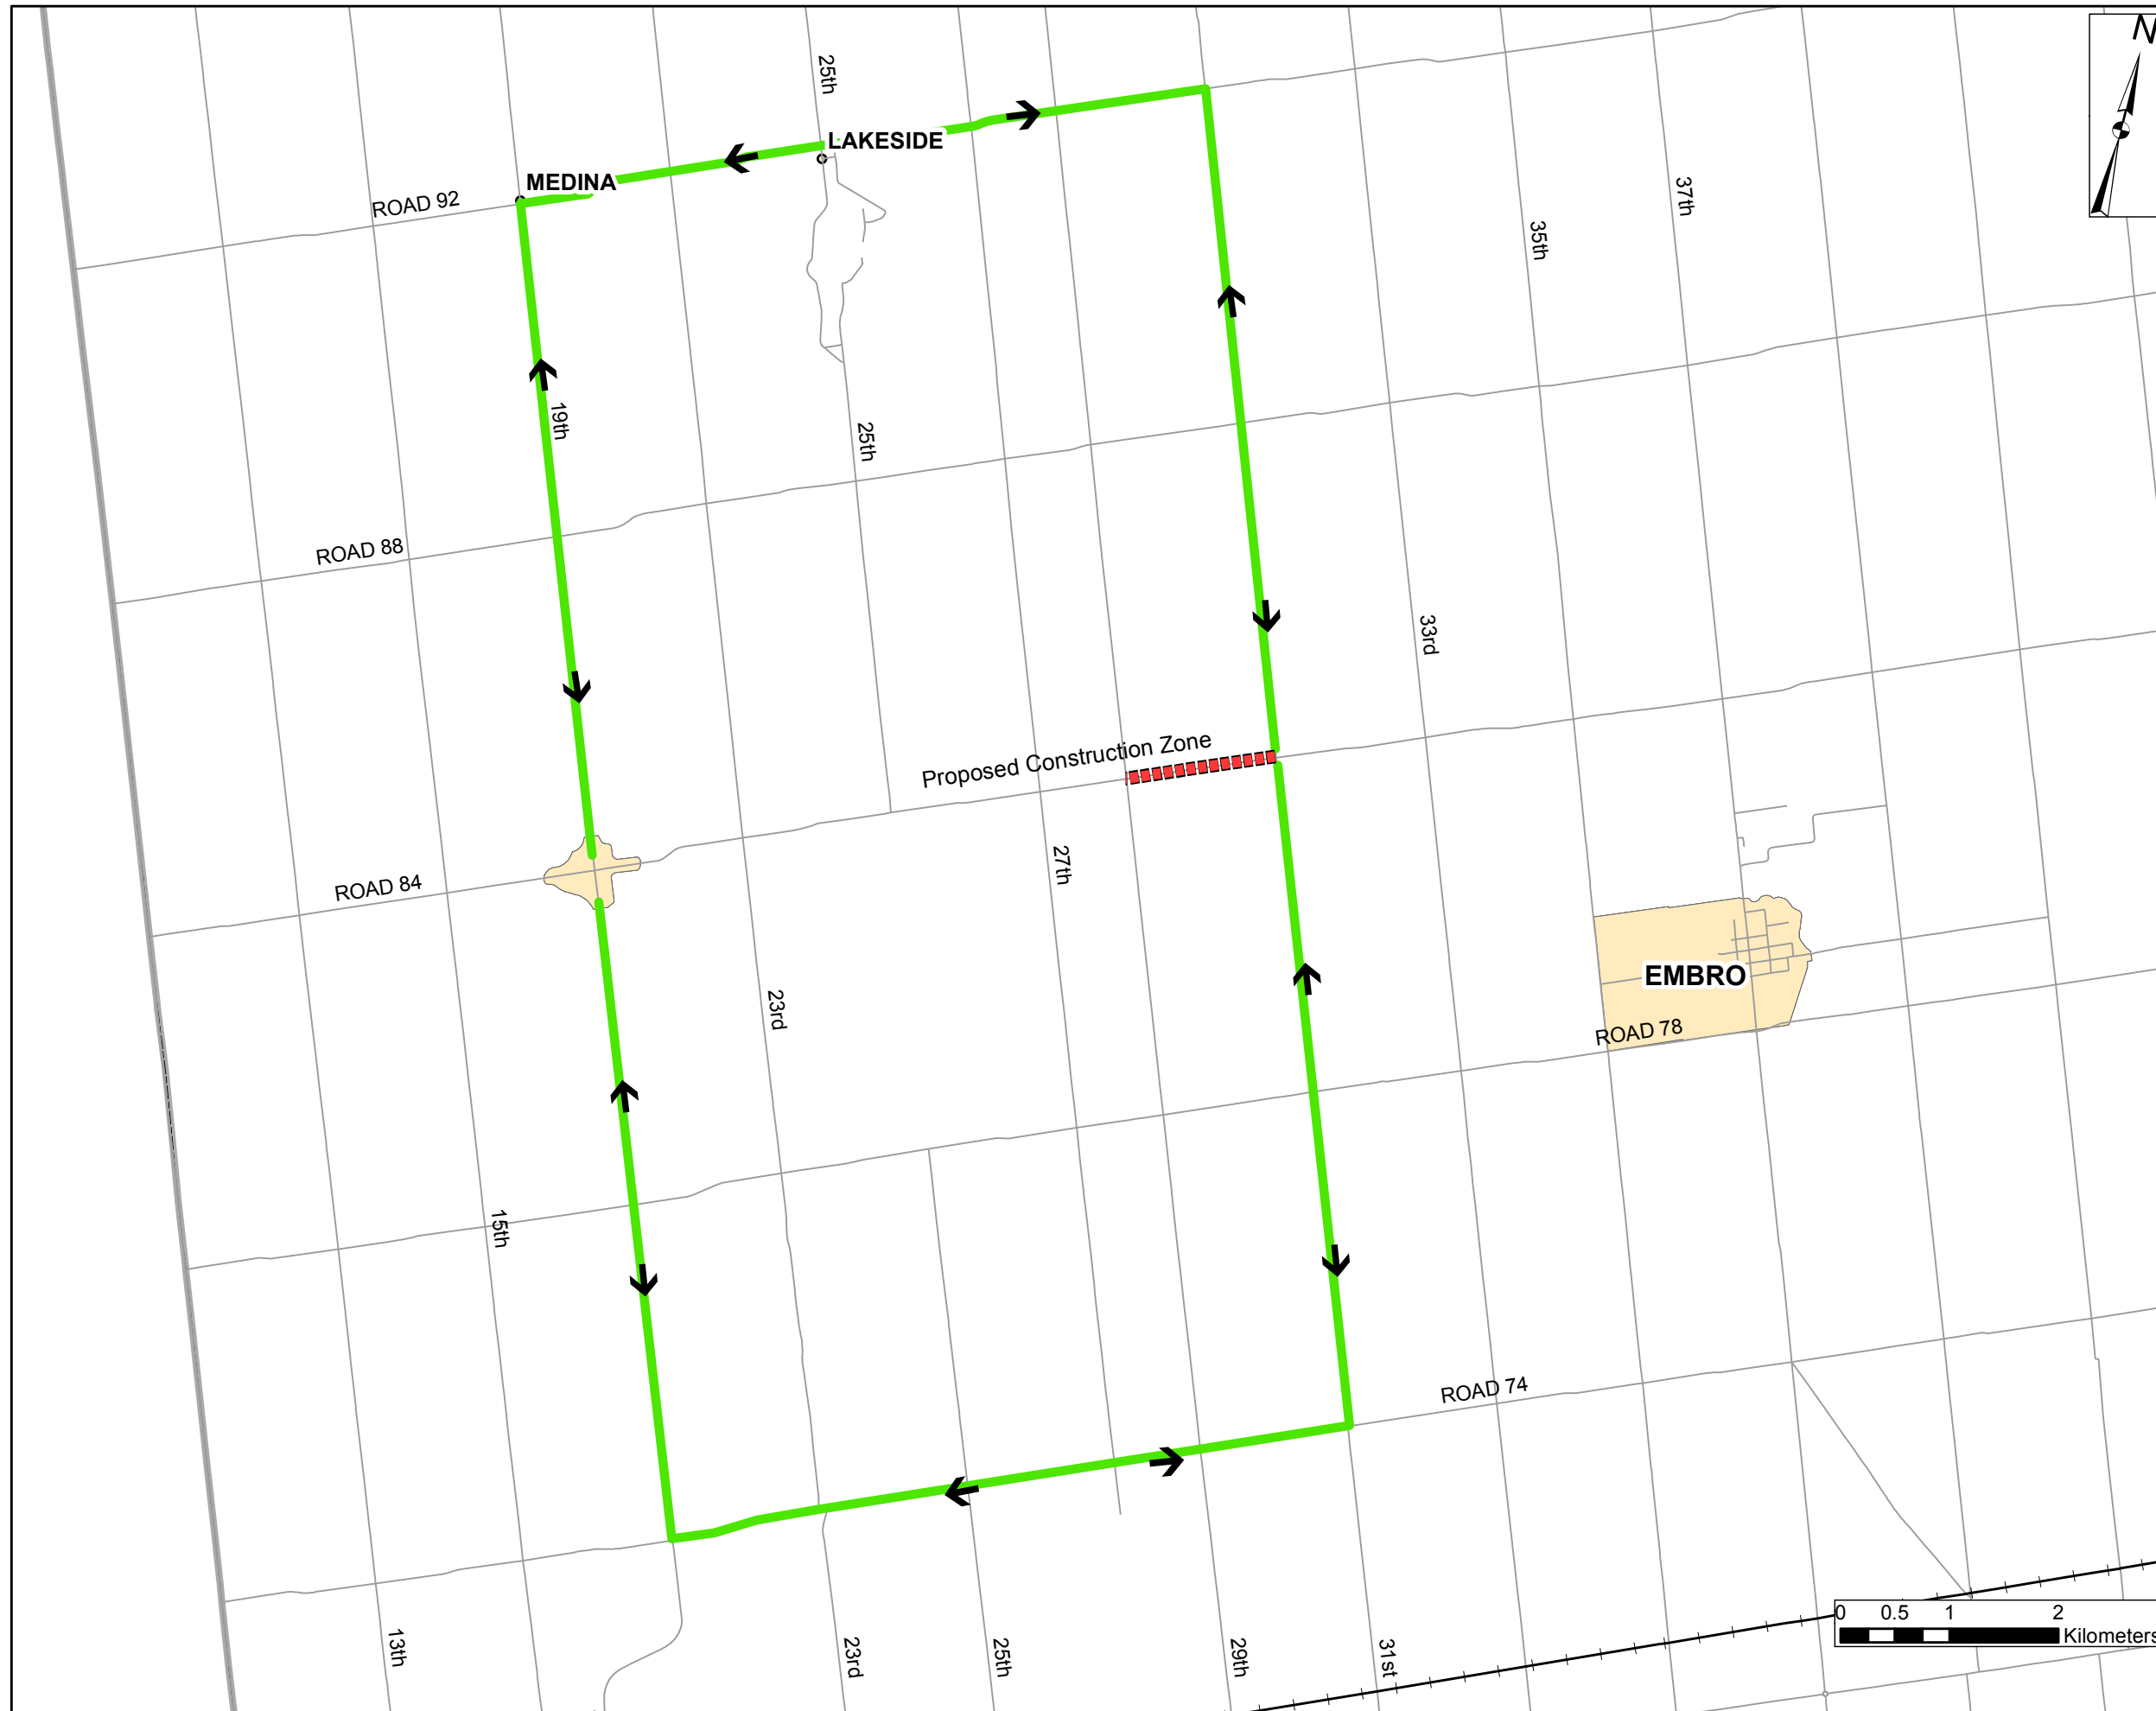 N
25th
LAKESIDE
MEDINA
ROAD 92
37th
35th
19th
25th
ROAD 88
33rd
Proposed Construction Zone
27th
ROAD 84
EMBRO
23rd
ROAD 78
15th
ROAD 74
0 0.5 1 2
Kilometers
13th
23rd
25th
29th
31st